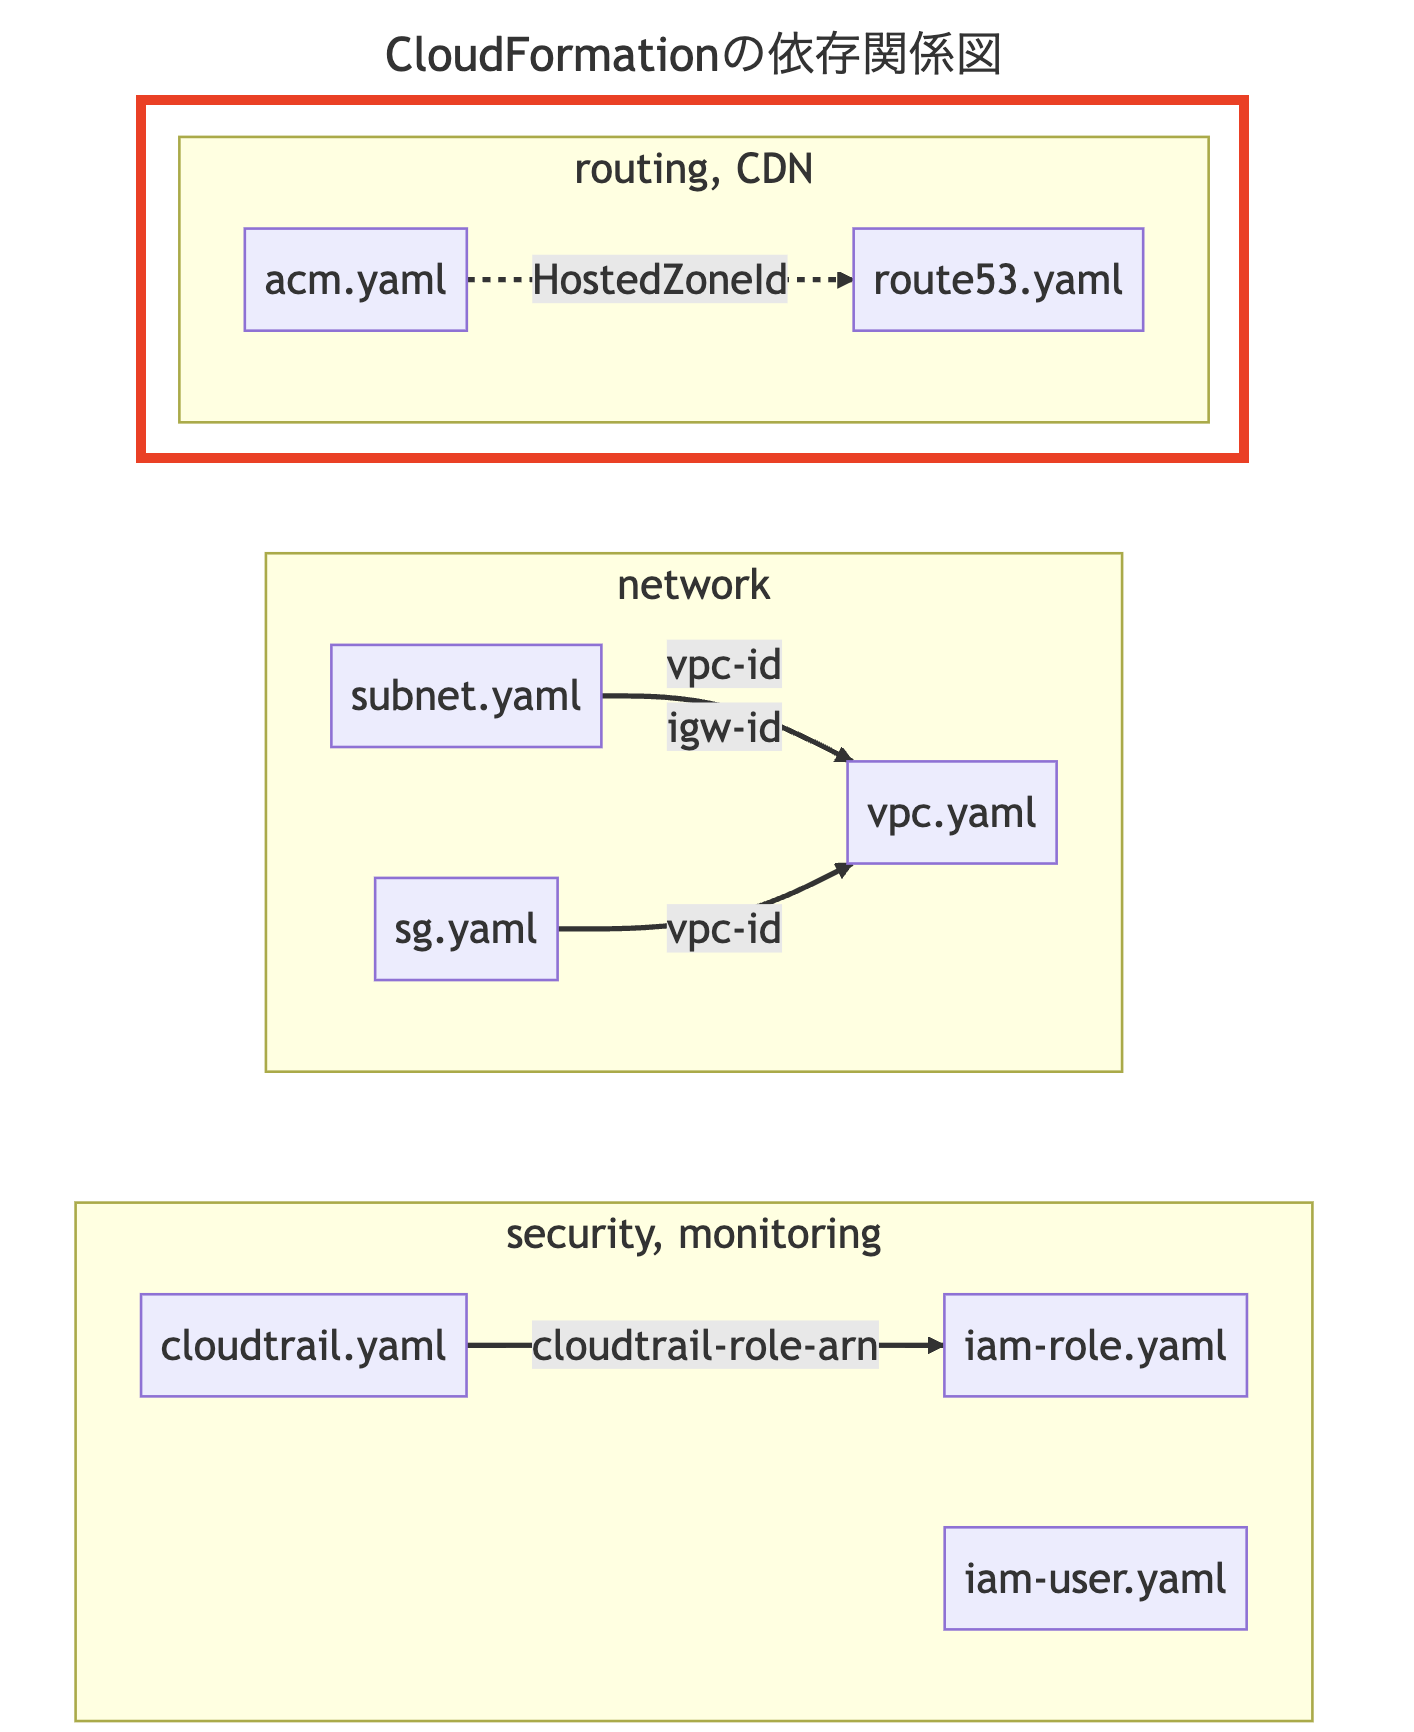 CloudFormationの依存関係図
routing, CDN
acm.yaml
HostedZoneId
route53.yaml
network
subnet.yaml
vpc-id
igw-id
vpc.yaml
sg.yaml
vpc-id
security, monitoring
cloudtrail.yaml
cloudtrail-role-arn
iam-role.yaml
iam-user.yaml